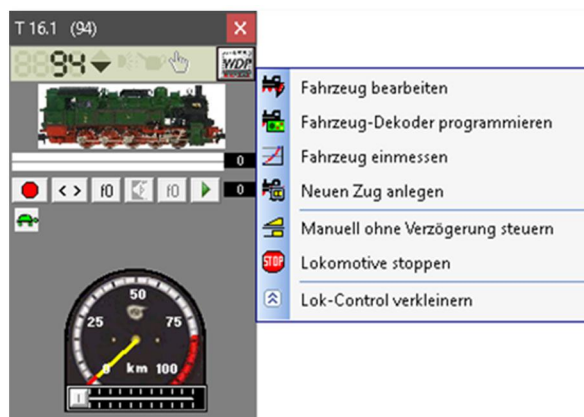 T 16.1 (94)
94
WDP
0
< > f0 f0 0
50
25 75
0 km 100
Fahrzeug bearbeiten
Fahrzeug-Dekoder programmieren
Fahrzeug einmessen
Neuen Zug anlegen
Manuell ohne Verzögerung steuern
STOP Lokomotive stoppen
Lok-Control verkleinern